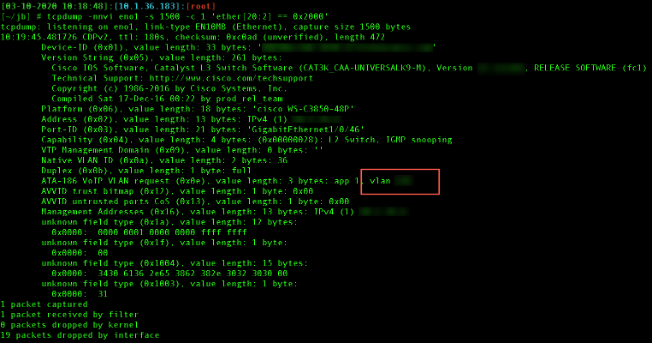 [03-10-2020 10:18:48]:[10.1.36.183]:[root]
[~/jb] # tcpdump -nnvi eno1 -s 1500 -c 1 'ether[20:2] == 0x2000'
tcpdump: listening on eno1, link-type EN10MB (Ethernet), capture size 1500 bytes
10:19:45.481726 CDPv2, ttl: 180s, checksum: 0xc0ad (unverified), length 472
Device-ID (0x01), value length: 33 bytes: '
Version String (0x05), value length: 261 bytes:
Cisco IOS Software, Catalyst L3 Switch Software (CAT3K_CAA-UNIVERSALK9-M), Version , RELEASE SOFTWARE (fc1)
Technical Support: http://www.cisco.com/techsupport
Copyright (c) 1986-2016 by Cisco Systems, Inc.
Compiled Sat 17-Dec-16 00:22 by prod_rel_team
Platform (0x06), value length: 18 bytes: 'cisco WS-C3850-48P'
Address (0x02), value length: 13 bytes: IPv4 (1)
Port-ID (0x03), value length: 21 bytes: 'GigabitEthernet1/0/46'
Capability (0x04), value length: 4 bytes: (0x00000028): L2 Switch, IGMP snooping
VTP Management Domain (0x09), value length: 0 bytes: ''
Native VLAN ID (0x0a), value length: 2 bytes: 36
Duplex (0x0b), value length: 1 byte: full
ATA-186 VoIP VLAN request (0x0e), value length: 3 bytes: app 1, vlan
AVVID trust bitmap (0x12), value length: 1 byte: 0x00
AVVID untrusted ports CoS (0x13), value length: 1 byte: 0x00
Management Addresses (0x16), value length: 13 bytes: IPv4 (1)
unknown field type (0x1a), value length: 12 bytes:
0x0000: 0000 0001 0000 0000 ffff ffff
unknown field type (0x1f), value length: 1 byte:
0x0000: 00
unknown field type (0x1004), value length: 15 bytes:
0x0000: 3430 6136 2e65 3862 382e 3032 3030 00
unknown field type (0x1003), value length: 1 byte:
0x0000: 31
1 packet captured
1 packet received by filter
0 packets dropped by kernel
19 packets dropped by interface